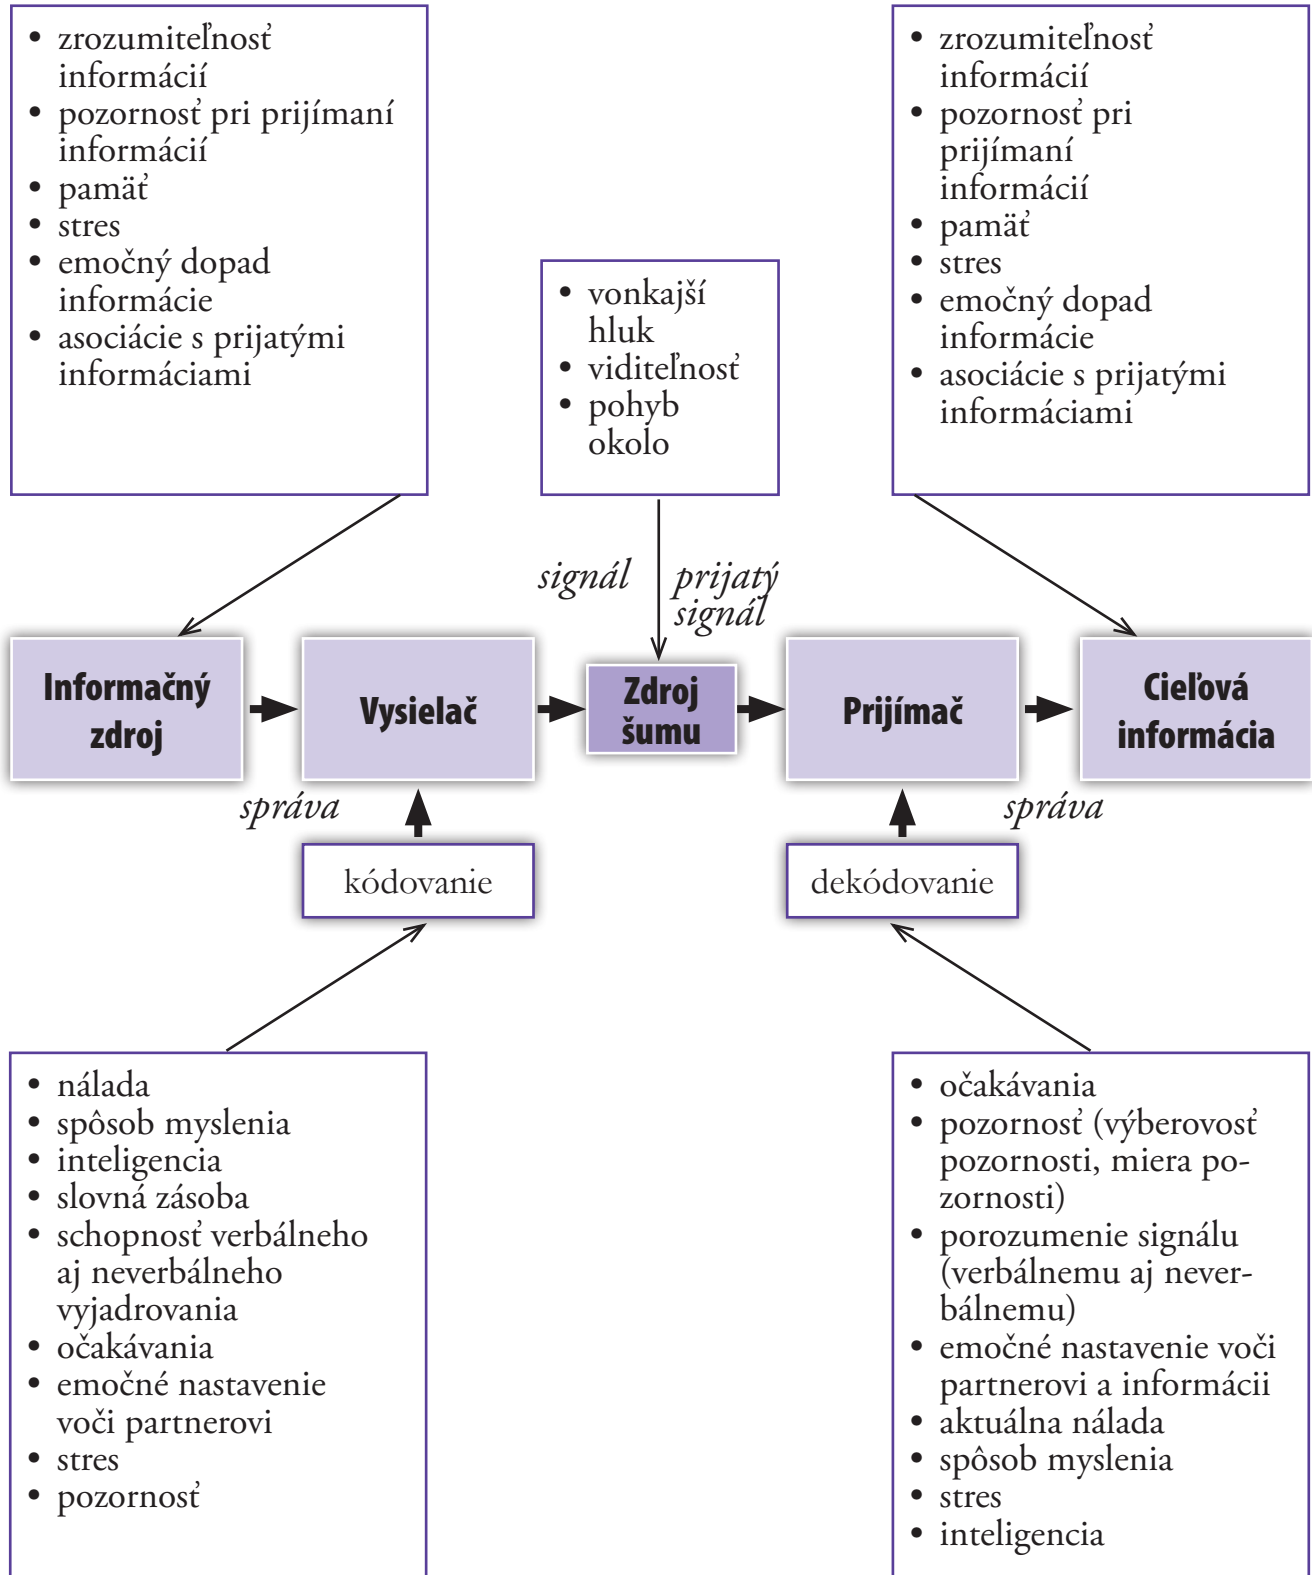 • zrozumiteľnosť
informácií
• pozornosť pri prijímaní
informácií
• pamäť
• stres
• emočný dopad
informácie
• asociácie s prijatými
informáciami
• vonkajší
hluk
• viditeľnosť
• pohyb
okolo
• zrozumiteľnosť
informácií
• pozornosť pri
prijímaní
informácií
• pamäť
• stres
• emočný dopad
informácie
• asociácie s prijatými
informáciami
signál
prijatý
signál
Informačný
zdroj
Vysielač
Zdroj
šumu
Prijímač
Cieľová
informácia
správa
správa
kódovanie
dekódovanie
• nálada
• spôsob myslenia
• inteligencia
• slovná zásoba
• schopnosť verbálneho
aj neverbálneho
vyjadrovania
• očakávania
• emočné nastavenie
voči partnerovi
• stres
• pozornosť
• očakávania
• pozornosť (výberovosť
pozornosti, miera po-
zornosti)
• porozumenie signálu
(verbálnemu aj never-
bálnemu)
• emočné nastavenie voči
partnerovi a informácii
• aktuálna nálada
• spôsob myslenia
• stres
• inteligencia